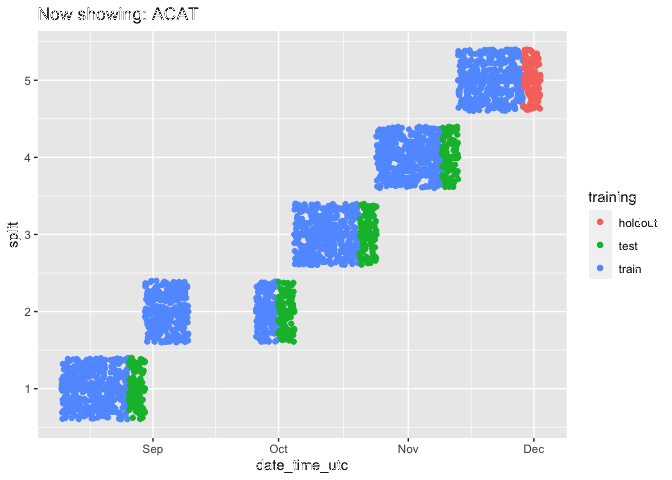 Now showing: ACAT
5
4
3
2
1
split
Sep
Oct
Nov
Dec
date_time_utc
training
holdout
test
train